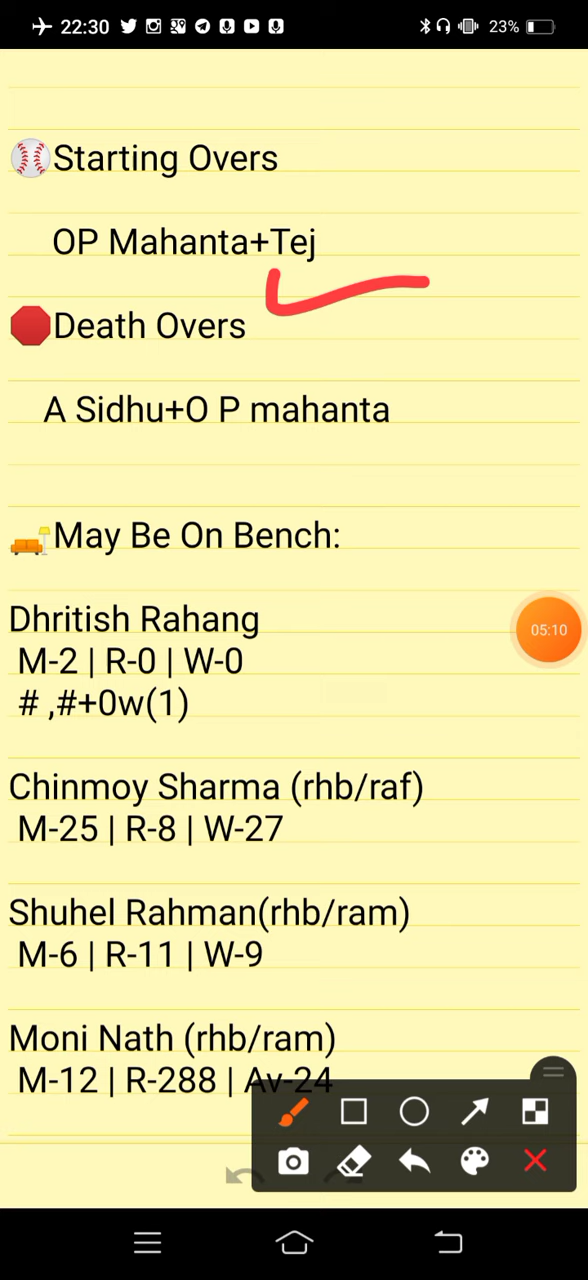 22:30
23%
Starting Overs
OP Mahanta+Tej
Death Overs
A Sidhu+O P mahanta
May Be On Bench:
Dhritish Rahang
M-2 | R-0 | W-0
# ,#+0w(1)
05:10
Chinmoy Sharma (rhb/raf)
M-25 | R-8 | W-27
Shuhel Rahman(rhb/ram)
M-6 | R-11 | W-9
Moni Nath (rhb/ram)
M-12 | R-288 | Av-24